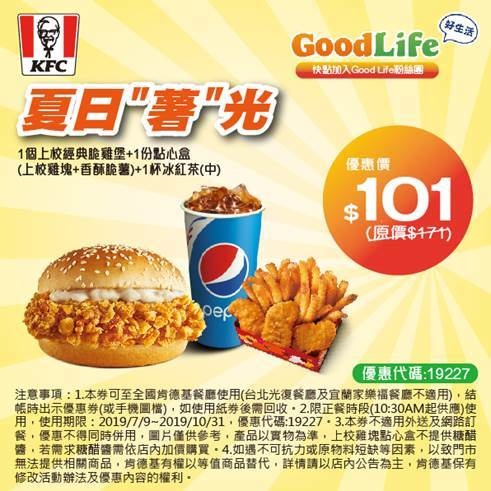 KFC
GoodLife 好生活
快點加入Good Life粉絲團
夏日"薯"光
1個上校經典脆雞堡+1份點心盒
(上校雞塊+香酥脆薯)+1杯冰紅茶(中)
優惠價
$101
(原價$171)
pepsi
優惠代碼:19227
注意事項：1.本券可至全國肯德基餐廳使用(台北光復餐廳及宜蘭家樂福餐廳不適用)，結
帳時出示優惠券(或手機圖檔)，如使用紙券後需回收。2.限正餐時段(10:30AM起供應)使
用，使用期限：2019/7/9~2019/10/31，優惠代碼:19227。3.本券不適用外送及網路訂
餐，優惠不得同時併用，圖片僅供參考，產品以實物為準，上校雞塊點心盒不提供糖醋
醬，若需求糖醋醬需依店內加價購買。4.如遇不可抗力或原物料短缺等因素，以致門市
無法提供相關商品，肯德基有權以等值商品替代，詳情請以店內公告為主，肯德基保有
修改活動辦法及優惠內容的權利。